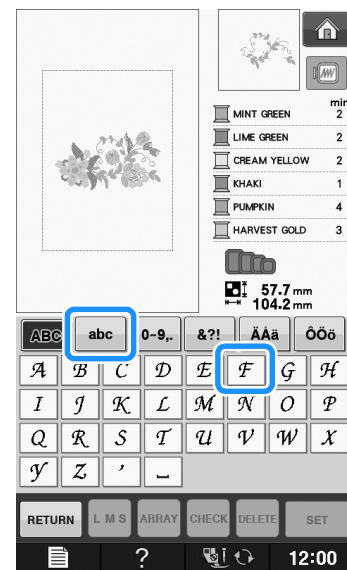 min
MINT GREEN 2
LIME GREEN 2
CREAM YELLOW 2
KHAKI 1
PUMPKIN 4
HARVEST GOLD 3
57.7 mm
104.2 mm
ABC abc 0~9,. &?! ÄÅä ÔÖö
A B C D E F G H
I J K L M N O P
Q R S T U V W X
Y Z ' ⎵
RETURN L M S ARRAY CHECK DELETE SET
? 12:00